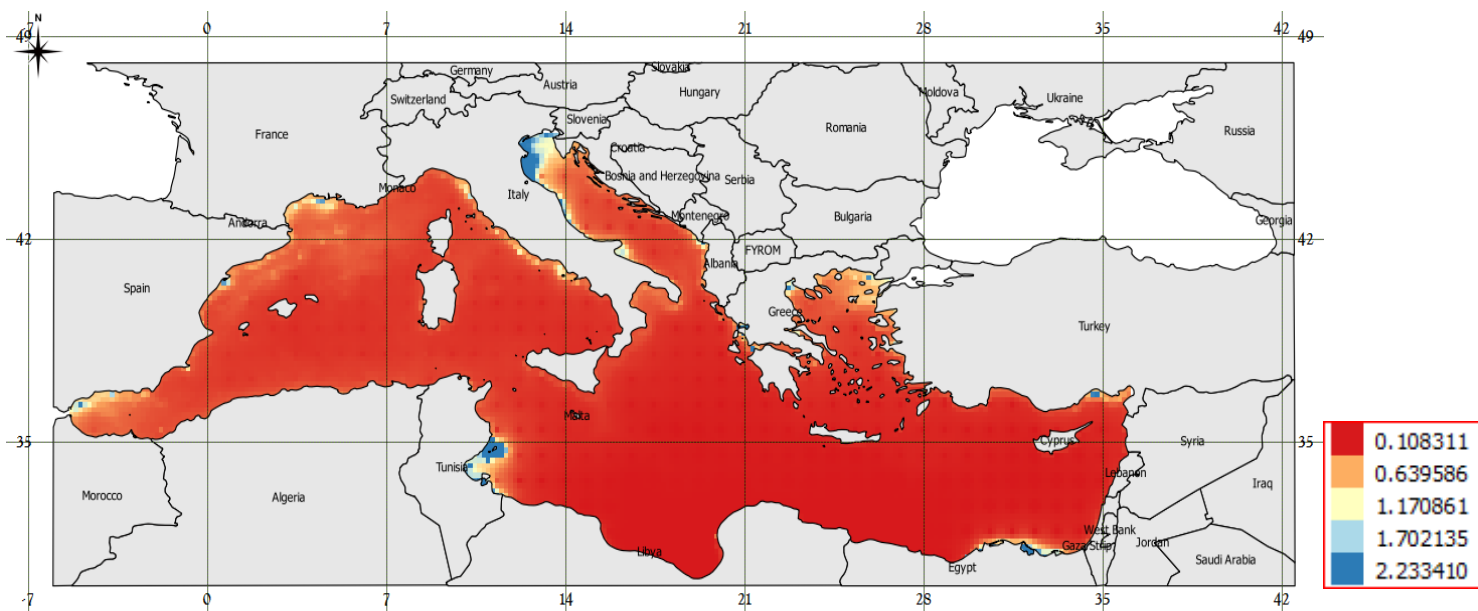 N
-7 0 7 14 21 28 35 42
49 49
Germany Slovakia
Austria
Switzerland Hungary Moldova Ukraine
France Slovenia Romania Russia
Croatia
Monaco Italy Bosnia and Herzegovina Serbia
Andorra Montenegro Bulgaria Georgia
42 42
Albania FYROM
Spain Greece Turkey
Malta
35 35
Tunisia Cyprus Syria
Morocco Algeria Lebanon Iraq
West Bank
Libya Gaza Strip Jordan
Egypt Saudi Arabia
-7 0 7 14 21 28 35 42
0.108311
0.639586
1.170861
1.702135
2.233410